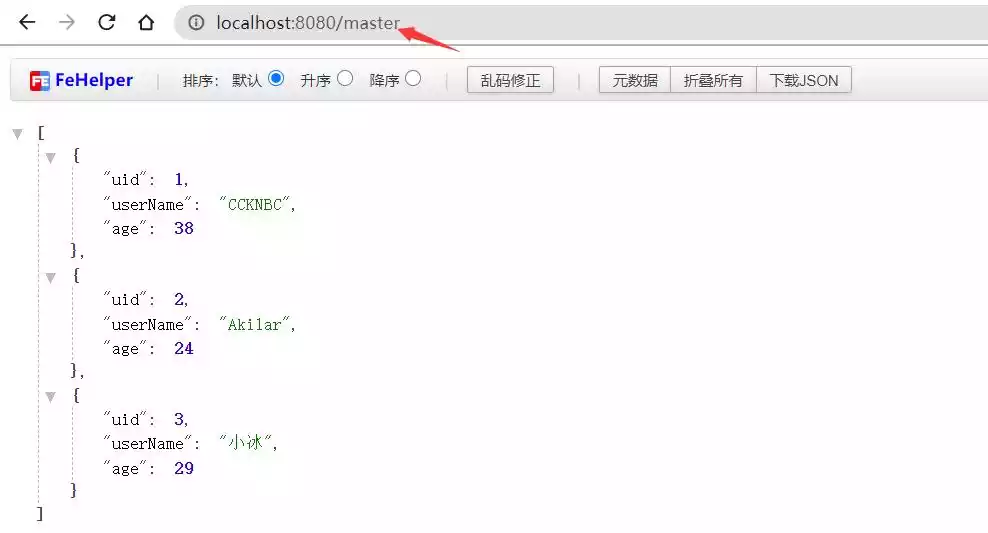 localhost:8080/master
FeHelper | 排序: 默认 升序 降序 | 乱码修正 | 元数据 折叠所有 下载JSON
[
{
"uid": 1,
"userName": "CCKNBC",
"age": 38
},
{
"uid": 2,
"userName": "Akilar",
"age": 24
},
{
"uid": 3,
"userName": "小冰",
"age": 29
}
]